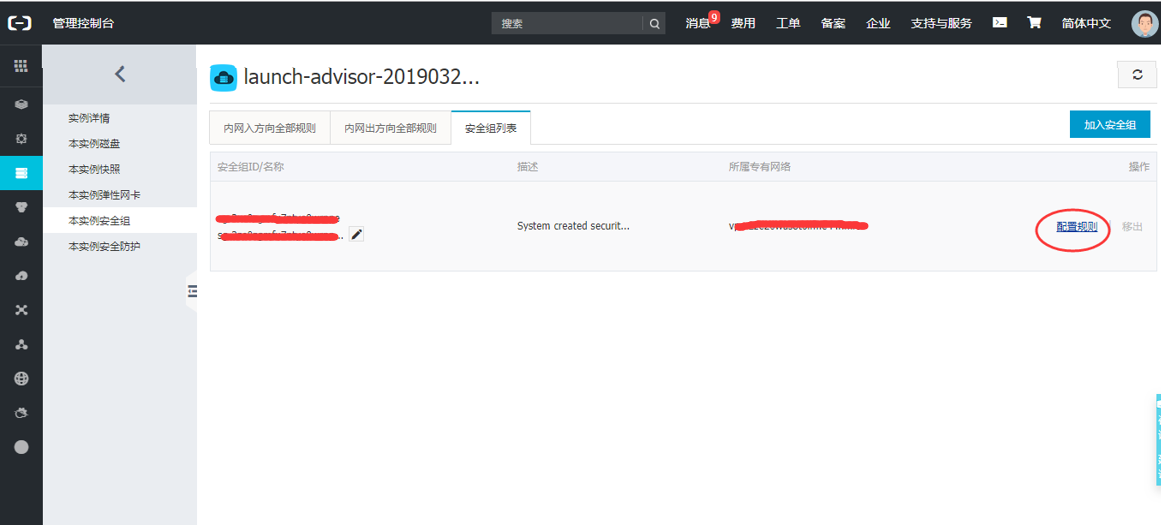 管理控制台
搜索
消息
9
费用
工单
备案
企业
支持与服务
简体中文
launch-advisor-2019032...
实例详情
本实例磁盘
本实例快照
本实例弹性网卡
本实例安全组
本实例安全防护
内网入方向全部规则
内网出方向全部规则
安全组列表
加入安全组
安全组ID/名称
描述
所属专有网络
操作
System created securit...
配置规则
移出